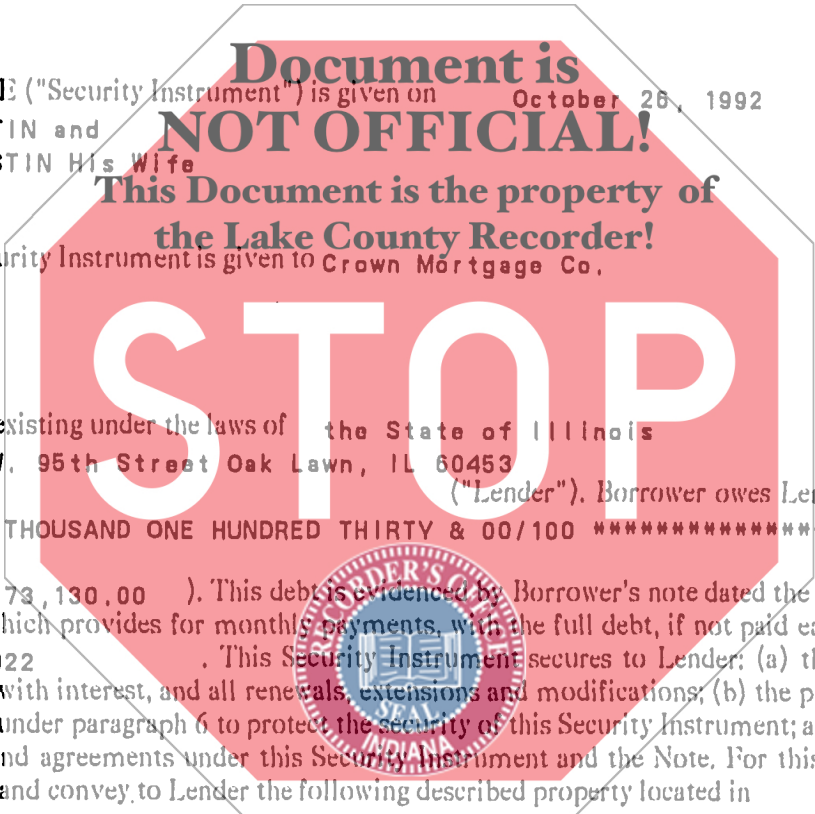 Document is
E ("Security Instrument") is given on October 26, 1992
TIN and
NOT OFFICIAL!
STIN His Wife
This Document is the property of
the Lake County Recorder!
urity Instrument is given to Crown Mortgage Co.
STOP
existing under the laws of the State of Illinois
95th Street Oak Lawn, IL 60453
("Lender"). Borrower owes Len
THOUSAND ONE HUNDRED THIRTY & 00/100 ******************
73,130.00 ). This debt is evidenced by Borrower's note dated the
hich provides for monthly payments, with the full debt, if not paid ea
22 . This Security Instrument secures to Lender: (a) th
with interest, and all renewals, extensions and modifications; (b) the p
under paragraph 6 to protect the security of this Security Instrument; a
nd agreements under this Security Instrument and the Note. For this
and convey to Lender the following described property located in
RECORDER'S OFFICE
SEAL
INDIANA